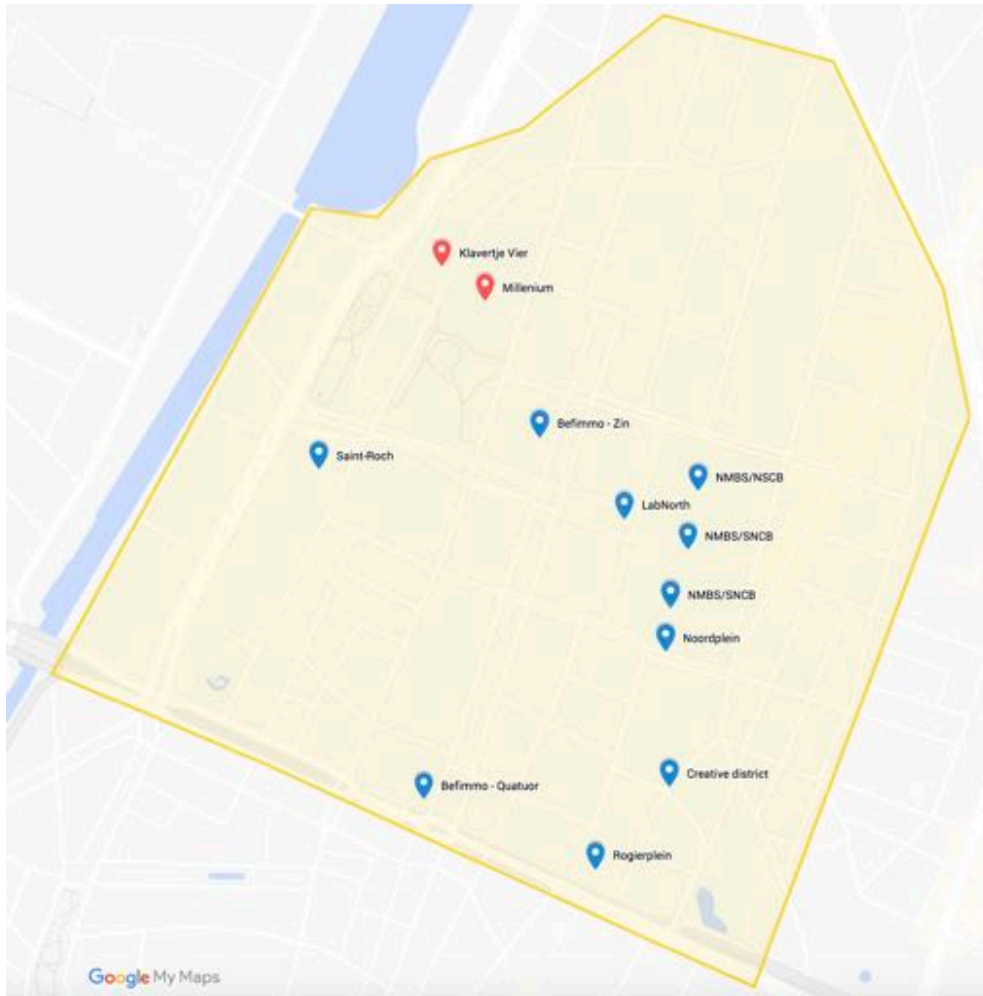 Klavertje Vier
Millenium
Befimmo - Zin
Saint-Roch
NMBS/NSCB
LabNorth
NMBS/SNCB
NMBS/SNCB
Noordplein
Creative district
Befimmo - Quatuor
Rogierplein
Google My Maps